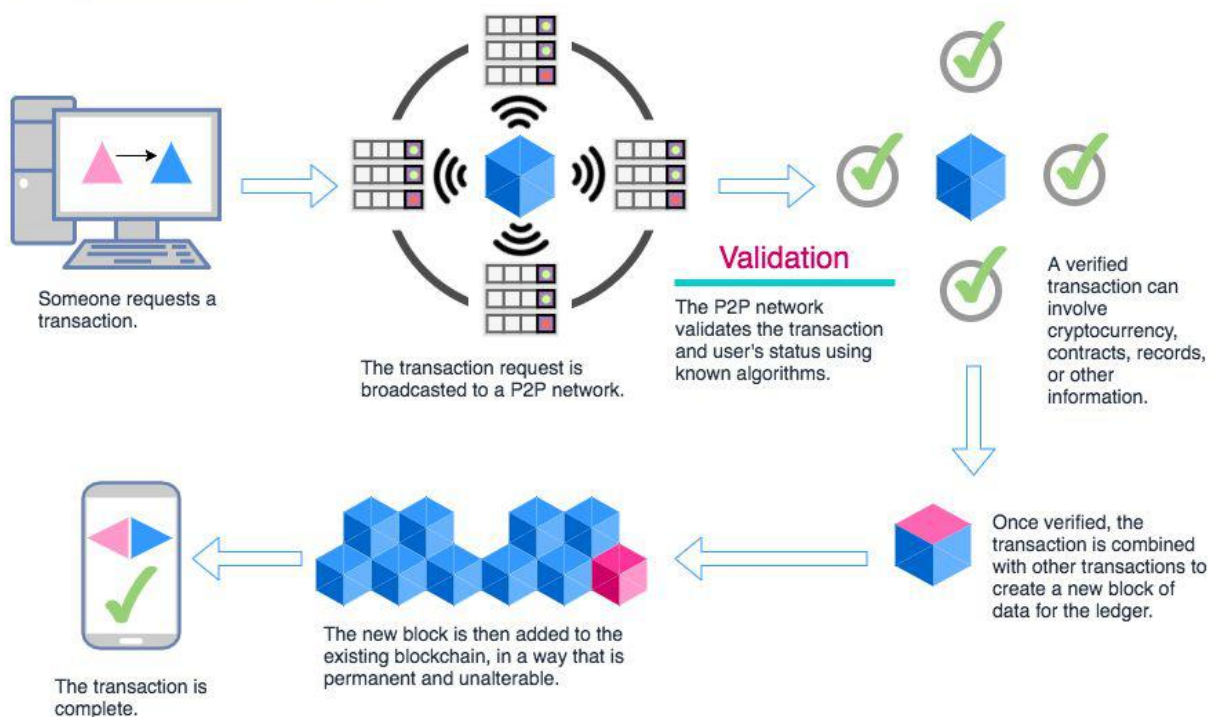 Someone requests a
transaction.
The transaction request is
broadcasted to a P2P network.
Validation
The P2P network
validates the transaction
and user's status using
known algorithms.
A verified
transaction can
involve
cryptocurrency,
contracts, records,
or other
information.
Once verified, the
transaction is combined
with other transactions to
create a new block of
data for the ledger.
The new block is then added to the
existing blockchain, in a way that is
permanent and unalterable.
The transaction is
complete.